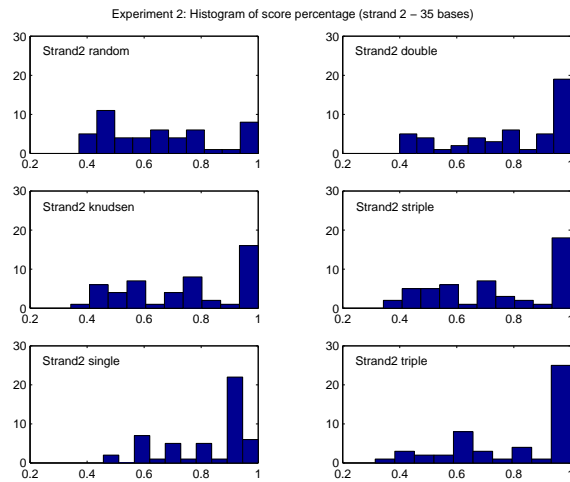 Experiment 2: Histogram of score percentage (strand 2 − 35 bases)
30
20
10
0
0.2 0.4 0.6 0.8 1
Strand2 random
30
20
10
0
0.2 0.4 0.6 0.8 1
Strand2 double
30
20
10
0
0.2 0.4 0.6 0.8 1
Strand2 knudsen
30
20
10
0
0.2 0.4 0.6 0.8 1
Strand2 striple
30
20
10
0
0.2 0.4 0.6 0.8 1
Strand2 single
30
20
10
0
0.2 0.4 0.6 0.8 1
Strand2 triple